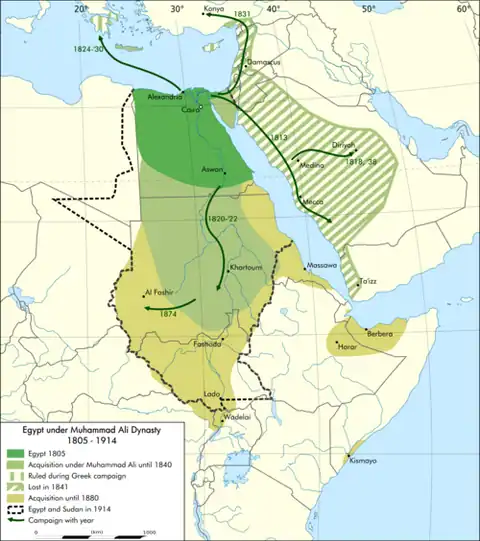 20°
30°
40°
50°
60°
Konya
1831
1824-'30
Damascus
Alexandria
Cairo
1813
Diriyah
Medina
1818, '38
Aswan
Mecca
1820-'22
Khartoum
Massawa
Ta'izz
Al Fashir
1874
Berbera
Fashoda
Harar
Lado
Wadelai
Kismayo
Egypt under Muhammad Ali Dynasty
1805 - 1914
Egypt 1805
Acquisition under Muhammad Ali until 1840
Ruled during Greek campaign
Lost in 1841
Acquisition until 1880
Egypt and Sudan in 1914
Campaign with year
0
(km)
1000